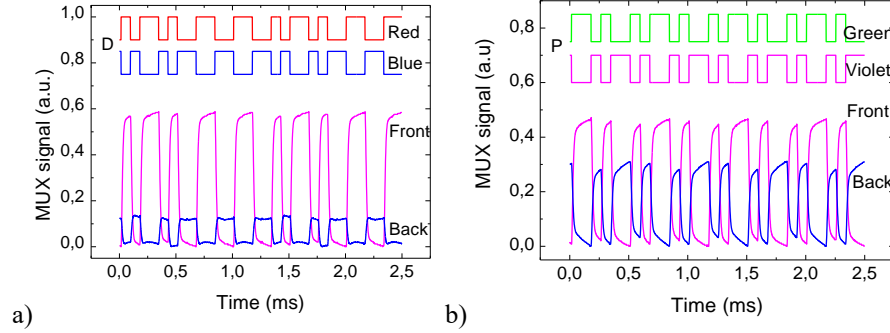 1,0
0,8
0,6
0,4
0,2
0,0
MUX signal (a.u.)
D
Red
Blue
Front
Back
0,0 0,5 1,0 1,5 2,0 2,5
Time (ms)
a)
0,8
0,6
0,4
0,2
0,0
MUX signal (a.u)
P
Green
Violet
Front
Back
0,0 0,5 1,0 1,5 2,0 2,5
Time (ms)
b)